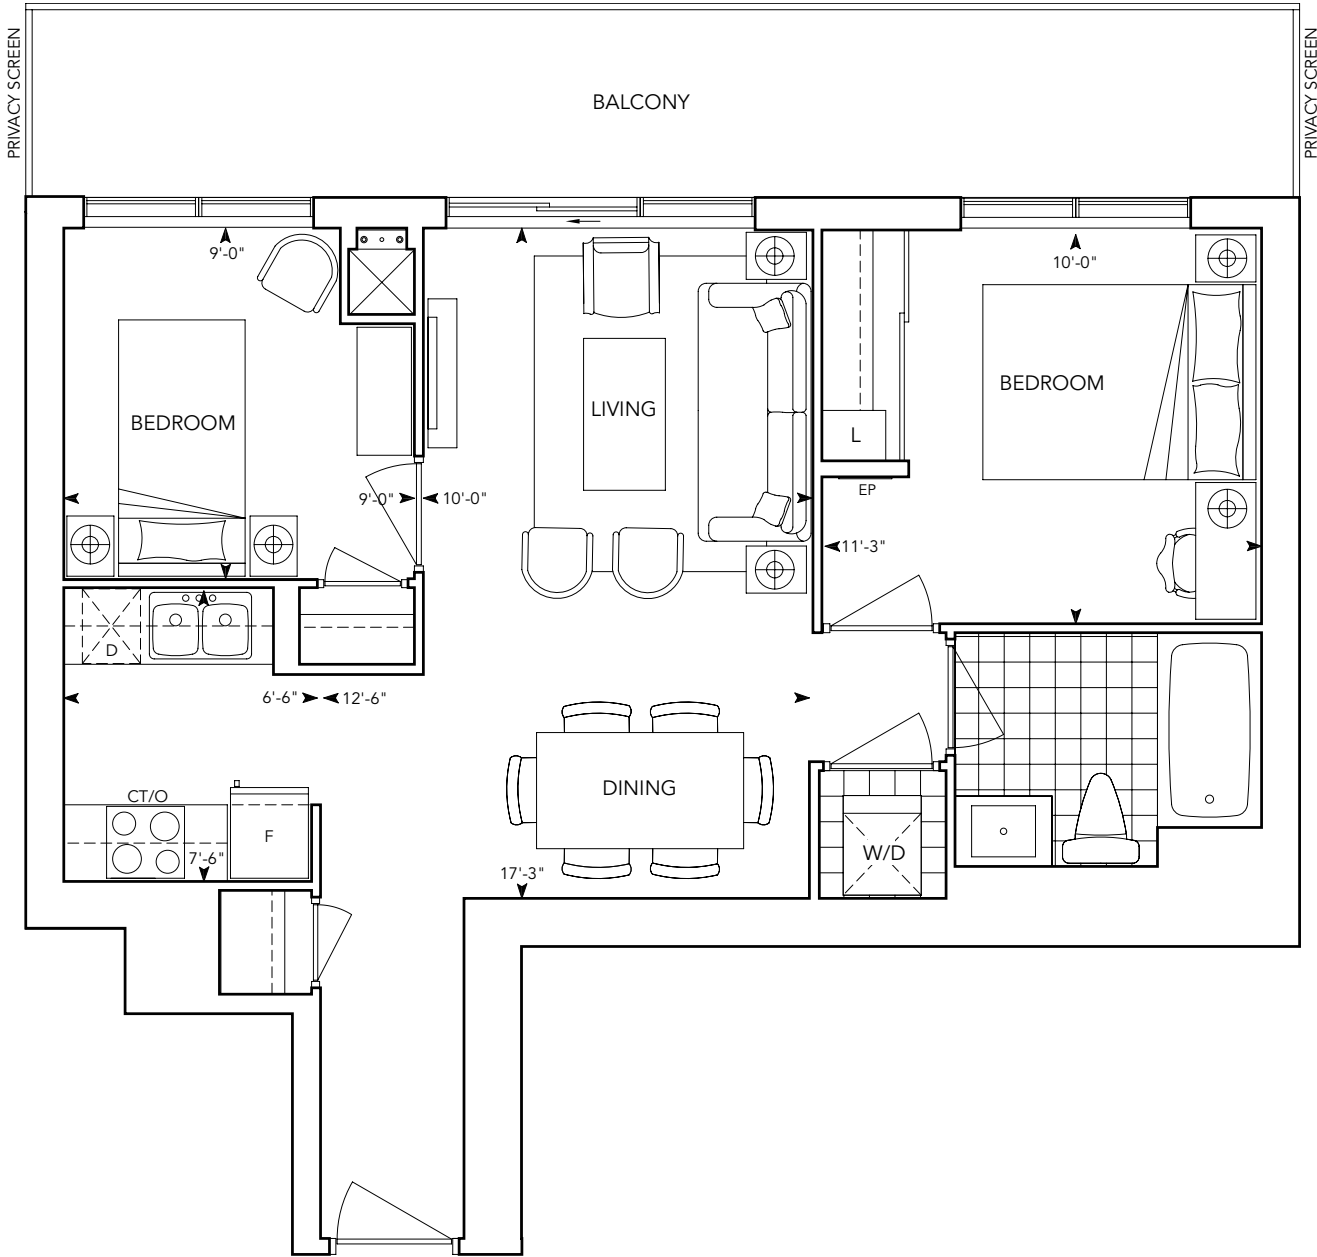 PRIVACY SCREEN
BALCONY
PRIVACY SCREEN
9'-0"
10'-0"
BEDROOM
LIVING
BEDROOM
L
EP
9'-0"
10'-0"
11'-3"
D
6'-6"
12'-6"
DINING
CT/O
F
7'-6"
W/D
17'-3"